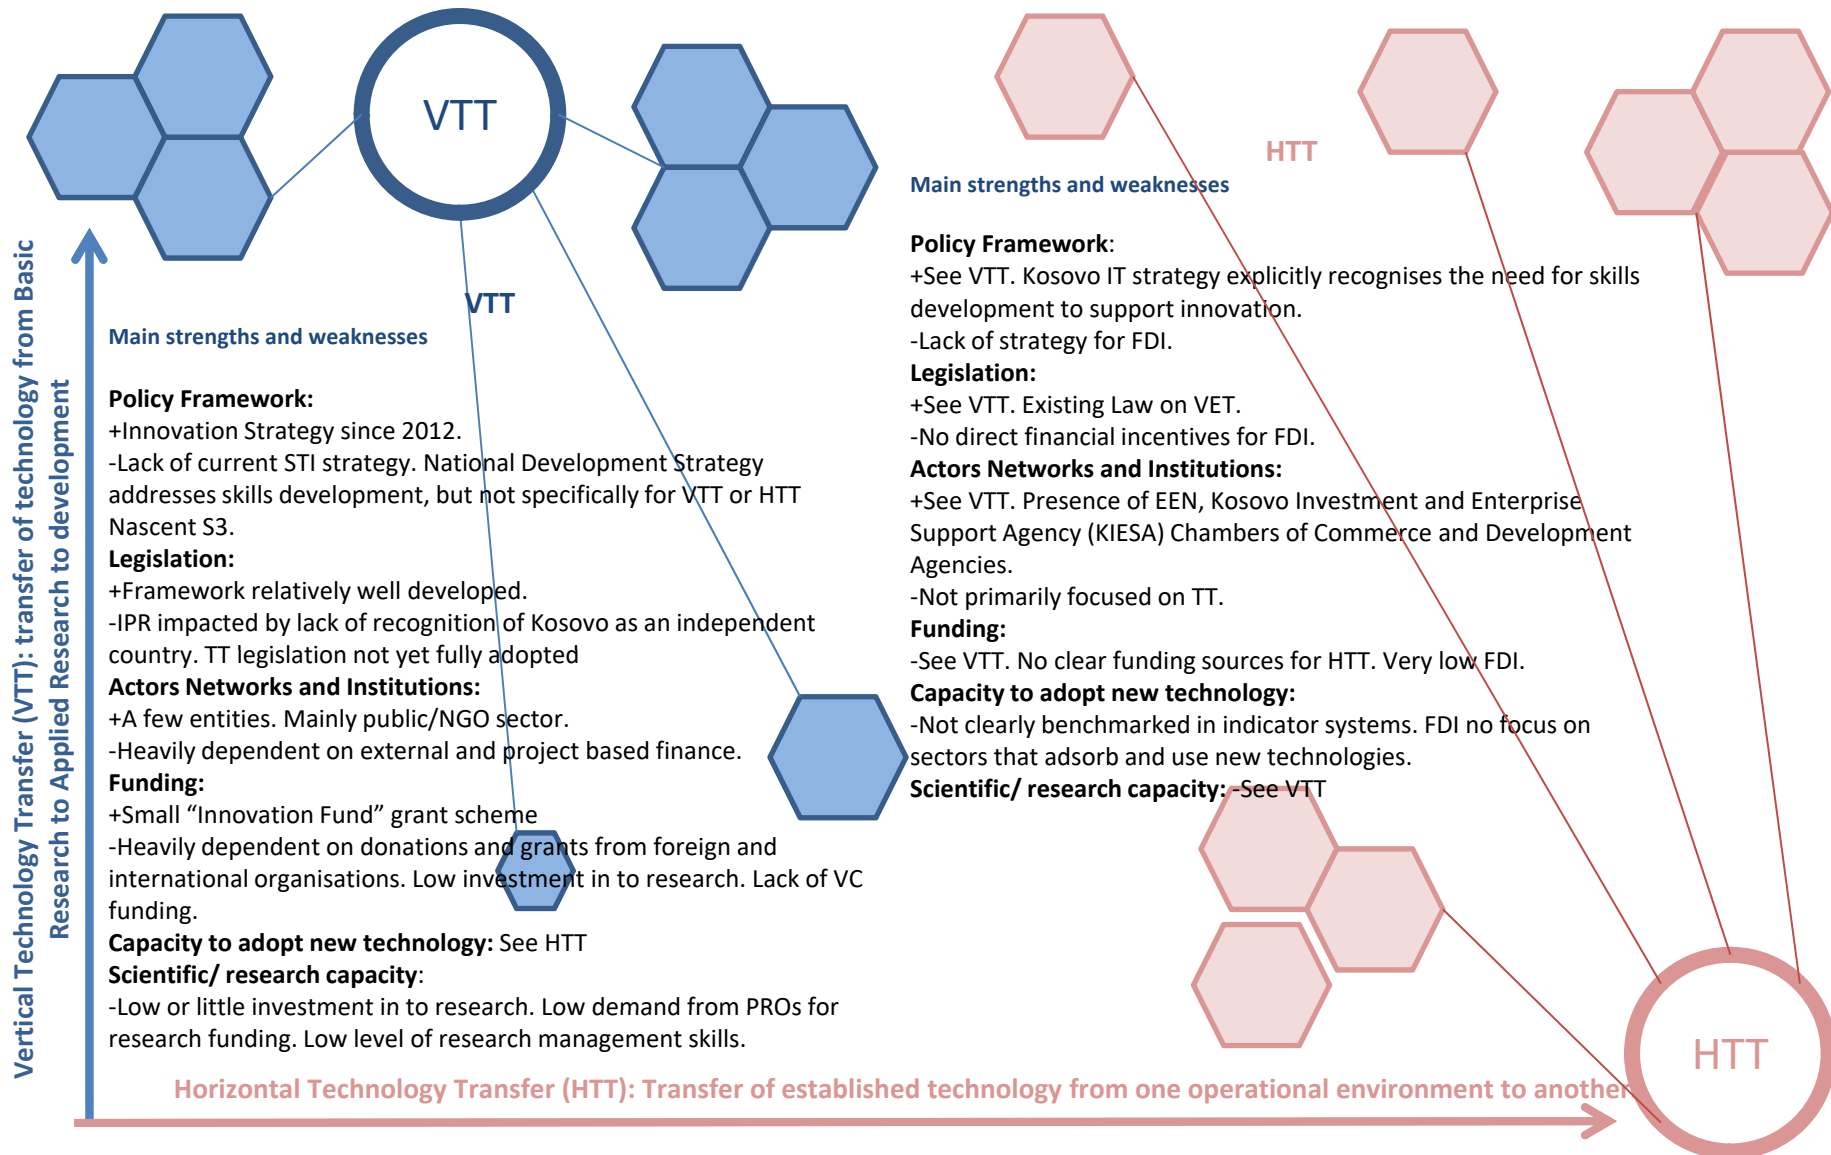 VTT
VTT
Main strengths and weaknesses
Policy Framework:
+Innovation Strategy since 2012.
-Lack of current STI strategy. National Development Strategy
addresses skills development, but not specifically for VTT or HTT
Nascent S3.
Legislation:
+Framework relatively well developed.
-IPR impacted by lack of recognition of Kosovo as an independent
country. TT legislation not yet fully adopted
Actors Networks and Institutions:
+A few entities. Mainly public/NGO sector.
-Heavily dependent on external and project based finance.
Funding:
+Small “Innovation Fund” grant scheme
-Heavily dependent on donations and grants from foreign and
international organisations. Low investment in to research. Lack of VC
funding.
Capacity to adopt new technology: See HTT
Scientific/ research capacity:
-Low or little investment in to research. Low demand from PROs for
research funding. Low level of research management skills.
HTT
Main strengths and weaknesses
Policy Framework:
+See VTT. Kosovo IT strategy explicitly recognises the need for skills
development to support innovation.
-Lack of strategy for FDI.
Legislation:
+See VTT. Existing Law on VET.
-No direct financial incentives for FDI.
Actors Networks and Institutions:
+See VTT. Presence of EEN, Kosovo Investment and Enterprise
Support Agency (KIESA) Chambers of Commerce and Development
Agencies.
-Not primarily focused on TT.
Funding:
-See VTT. No clear funding sources for HTT. Very low FDI.
Capacity to adopt new technology:
-Not clearly benchmarked in indicator systems. FDI no focus on
sectors that adsorb and use new technologies.
Scientific/ research capacity: -See VTT
HTT
Vertical Technology Transfer (VTT): transfer of technology from Basic
Research to Applied Research to development
Horizontal Technology Transfer (HTT): Transfer of established technology from one operational environment to another